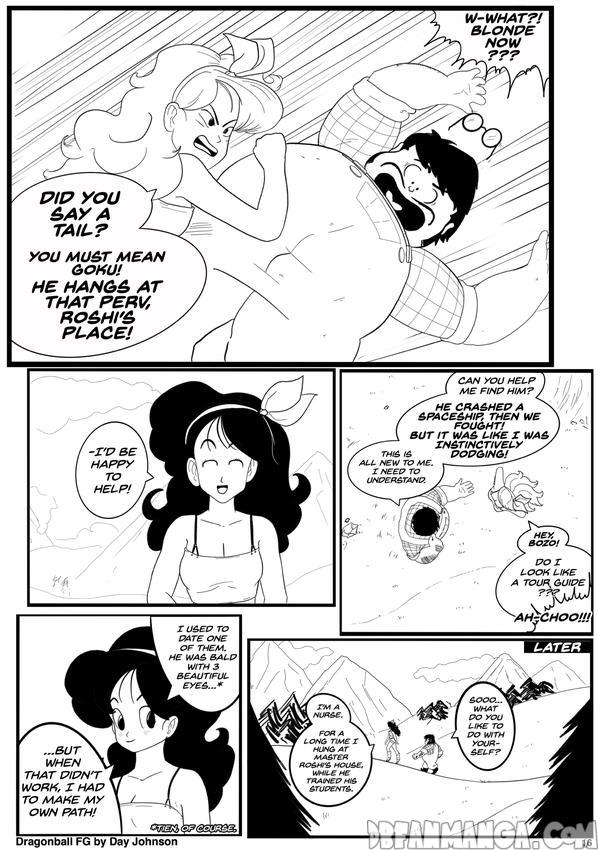 W-WHAT?!
BLONDE
NOW
???
DID YOU
SAY A
TAIL?
YOU MUST MEAN
GOKU!
HE HANGS AT
THAT PERV,
ROSHI'S
PLACE!
-I'D BE
HAPPY
TO
HELP!
CAN YOU HELP
ME FIND HIM?
HE CRASHED A
SPACESHIP, THEN WE
FOUGHT!
BUT IT WAS LIKE I WAS
INSTINCTIVELY
DODGING!
THIS IS
ALL NEW TO ME.
I NEED TO
UNDERSTAND.
HEY,
BOZO!
DO I
LOOK LIKE
A TOUR GUIDE
???
AH-CHOO!!!
I USED TO
DATE ONE
OF THEM.
HE WAS BALD
WITH 3
BEAUTIFUL
EYES...*
...BUT
WHEN
THAT DIDN'T
WORK, I HAD
TO MAKE MY
OWN PATH!
*TIEN, OF COURSE.
LATER
SOOO...
WHAT
DO YOU
LIKE TO
DO WITH
YOUR-
SELF?
I'M A
NURSE.
FOR A
LONG TIME I
HUNG AT
MASTER
ROSHI'S HOUSE,
WHILE HE
TRAINED HIS
STUDENTS.
Dragonball FG by Day Johnson
16
DBFANMANGA.COM